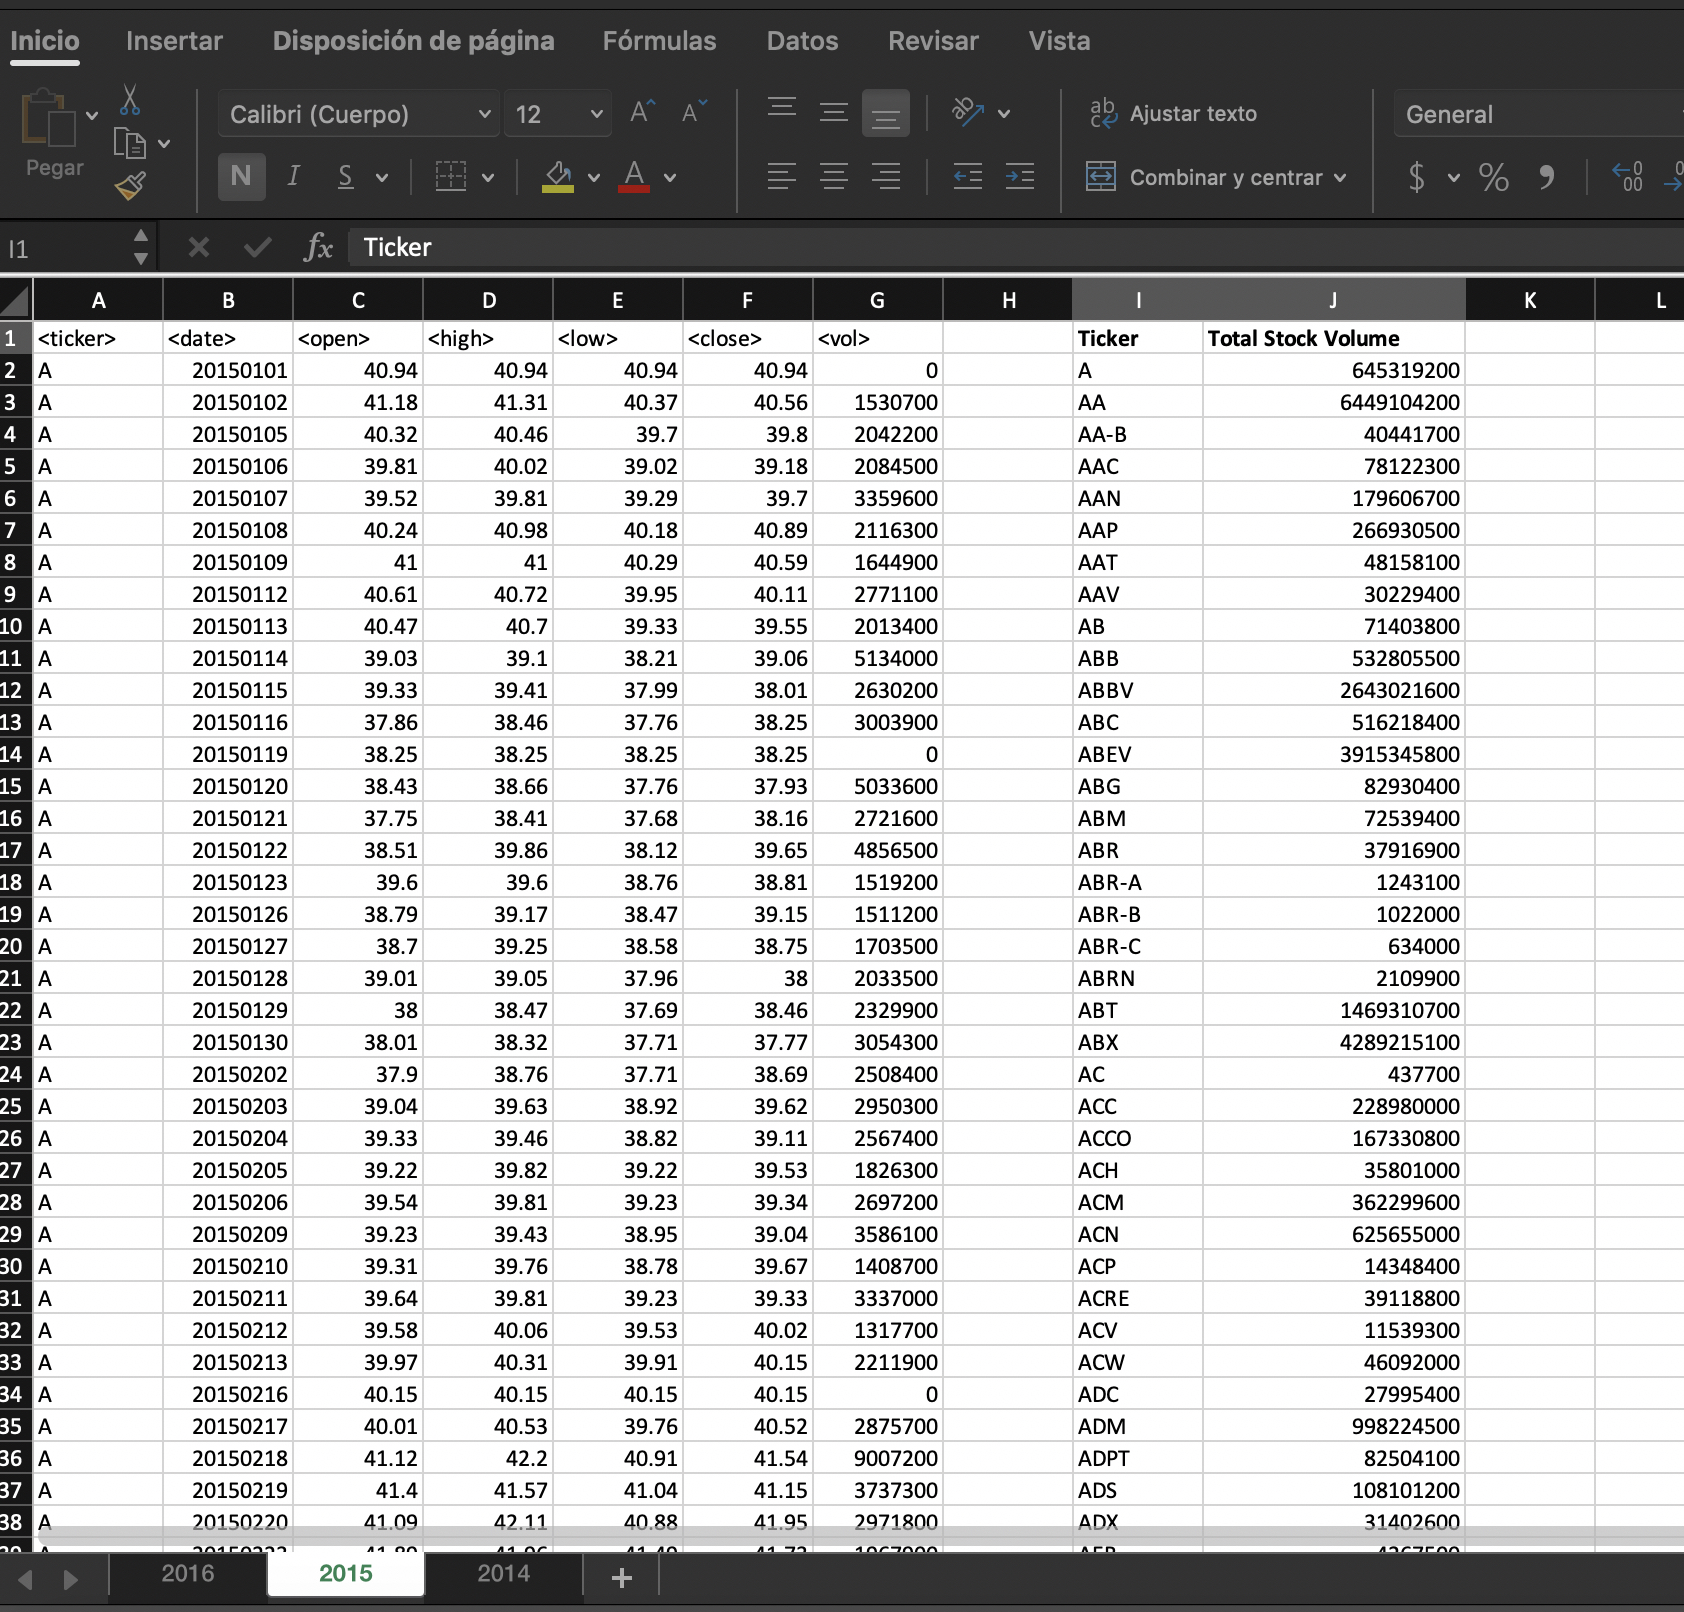 Inicio Insertar Disposición de página Fórmulas Datos Revisar Vista
Calibri (Cuerpo) 12 A A ab Ajustar texto General
Pegar N I S A Combinar y centrar $ % 9 0 00
I1 fx Ticker
A B C D E F G H I J K L
1 <ticker> <date> <open> <high> <low> <close> <vol> Ticker Total Stock Volume
2 A 20150101 40.94 40.94 40.94 40.94 0 A 645319200
3 A 20150102 41.18 41.31 40.37 40.56 1530700 AA 6449104200
4 A 20150105 40.32 40.46 39.7 39.8 2042200 AA-B 40441700
5 A 20150106 39.81 40.02 39.02 39.18 2084500 AAC 78122300
6 A 20150107 39.52 39.81 39.29 39.7 3359600 AAN 179606700
7 A 20150108 40.24 40.98 40.18 40.89 2116300 AAP 266930500
8 A 20150109 41 41 40.29 40.59 1644900 AAT 48158100
9 A 20150112 40.61 40.72 39.95 40.11 2771100 AAV 30229400
10 A 20150113 40.47 40.7 39.33 39.55 2013400 AB 71403800
11 A 20150114 39.03 39.1 38.21 39.06 5134000 ABB 532805500
12 A 20150115 39.33 39.41 37.99 38.01 2630200 ABBV 2643021600
13 A 20150116 37.86 38.46 37.76 38.25 3003900 ABC 516218400
14 A 20150119 38.25 38.25 38.25 38.25 0 ABEV 3915345800
15 A 20150120 38.43 38.66 37.76 37.93 5033600 ABG 82930400
16 A 20150121 37.75 38.41 37.68 38.16 2721600 ABM 72539400
17 A 20150122 38.51 39.86 38.12 39.65 4856500 ABR 37916900
18 A 20150123 39.6 39.6 38.76 38.81 1519200 ABR-A 1243100
19 A 20150126 38.79 39.17 38.47 39.15 1511200 ABR-B 1022000
20 A 20150127 38.7 39.25 38.58 38.75 1703500 ABR-C 634000
21 A 20150128 39.01 39.05 37.96 38 2033500 ABRN 2109900
22 A 20150129 38 38.47 37.69 38.46 2329900 ABT 1469310700
23 A 20150130 38.01 38.32 37.71 37.77 3054300 ABX 4289215100
24 A 20150202 37.9 38.76 37.71 38.69 2508400 AC 437700
25 A 20150203 39.04 39.63 38.92 39.62 2950300 ACC 228980000
26 A 20150204 39.33 39.46 38.82 39.11 2567400 ACCO 167330800
27 A 20150205 39.22 39.82 39.22 39.53 1826300 ACH 35801000
28 A 20150206 39.54 39.81 39.23 39.34 2697200 ACM 362299600
29 A 20150209 39.23 39.43 38.95 39.04 3586100 ACN 625655000
30 A 20150210 39.31 39.76 38.78 39.67 1408700 ACP 14348400
31 A 20150211 39.64 39.81 39.23 39.33 3337000 ACRE 39118800
32 A 20150212 39.58 40.06 39.53 40.02 1317700 ACV 11539300
33 A 20150213 39.97 40.31 39.91 40.15 2211900 ACW 46092000
34 A 20150216 40.15 40.15 40.15 40.15 0 ADC 27995400
35 A 20150217 40.01 40.53 39.76 40.52 2875700 ADM 998224500
36 A 20150218 41.12 42.2 40.91 41.54 9007200 ADPT 82504100
37 A 20150219 41.4 41.57 41.04 41.15 3737300 ADS 108101200
38 A 20150220 41.09 42.11 40.88 41.95 2971800 ADX 31402600
2016 2015 2014 +